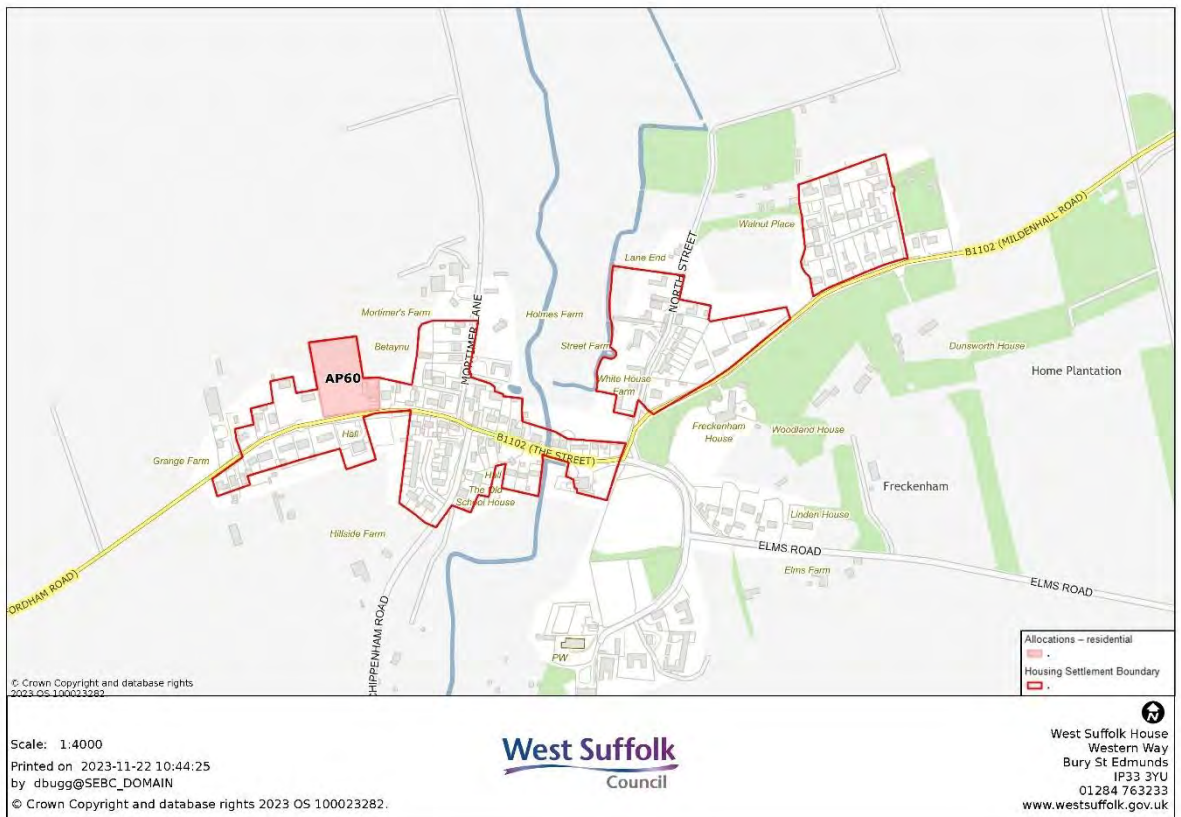 Walnut Place
B1102 (MILDENHALL ROAD)
Lane End
NORTH STREET
Mortimer's Farm
MORTIMER LANE
Holmes Farm
Betaynu
Street Farm
Dunsworth House
Home Plantation
AP60
White House
Farm
Freckenham
House
Woodland House
Hall
B1102 (THE STREET)
Grange Farm
Hall
The Old
School House
Freckenham
Linden House
Hillside Farm
ELMS ROAD
Elms Farm
ELMS ROAD
FORDHAM ROAD)
CHIPPENHAM ROAD
PW
Allocations – residential
.
Housing Settlement Boundary
.
© Crown Copyright and database rights
2023 OS 100023282.
N
Scale: 1:4000
Printed on 2023-11-22 10:44:25
by dbugg@SEBC_DOMAIN
© Crown Copyright and database rights 2023 OS 100023282.
West Suffolk
Council
West Suffolk House
Western Way
Bury St Edmunds
IP33 3YU
01284 763233
www.westsuffolk.gov.uk